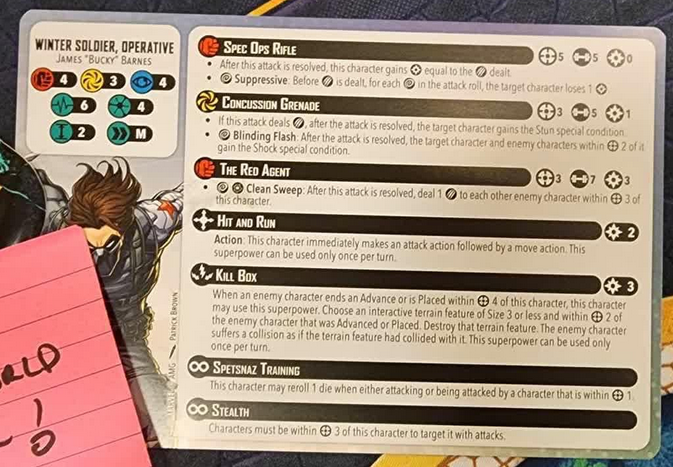 WINTER SOLDIER, OPERATIVE
JAMES "BUCKY" BARNES
4 3 4
6 4
2 M
SPEC OPS RIFLE 5 5 0
• After this attack is resolved, this character gains equal to the dealt.
• Suppressive: Before is dealt, for each in the attack roll, the target character loses 1
CONCUSSION GRENADE 3 5 1
• If this attack deals , after the attack is resolved, the target character gains the Stun special condition.
• Blinding Flash: After the attack is resolved, the target character and enemy characters within 2 of it
gain the Shock special condition.
THE RED AGENT 3 7 3
• Clean Sweep: After this attack is resolved, deal 1 to each other enemy character within 3 of
this character.
HIT AND RUN 2
Action: This character immediately makes an attack action followed by a move action. This
superpower can be used only once per turn.
KILL BOX 3
When an enemy character ends an Advance or is Placed within 4 of this character, this character
may use this superpower. Choose an interactive terrain feature of Size 3 or less and within 2 of
the enemy character that was Advanced or Placed. Destroy that terrain feature. The enemy character
suffers a collision as if the terrain feature had collided with it. This superpower can be used only
once per turn.
SPETSNAZ TRAINING
This character may reroll 1 die when either attacking or being attacked by a character that is within 1.
STEALTH
Characters must be within 3 of this character to target it with attacks.
PATRICK BROWN
1
0